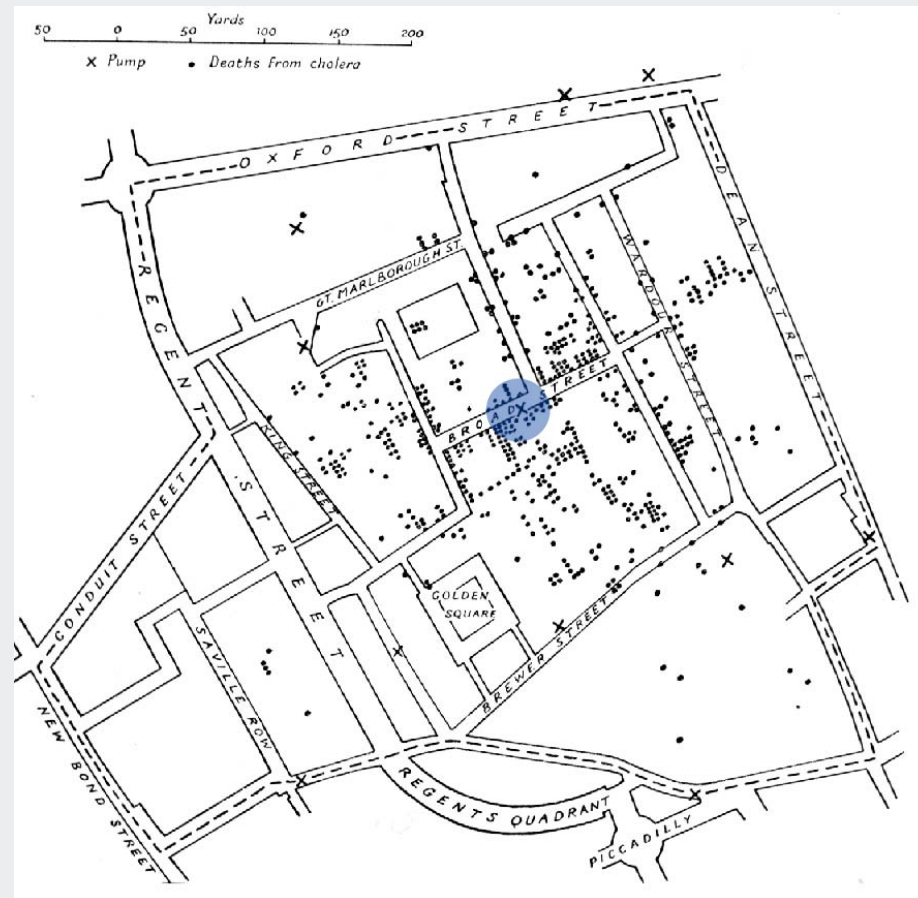 Yards
50 0 50 100 150 200
x Pump • Deaths from cholera
OXFORD STREET
DEAN STREET
WARDOUR STREET
GT. MARLBOROUGH ST.
REGENT STREET
BROAD STREET
KING STREET
CONDUIT STREET
GOLDEN
SQUARE
SAVILLE ROW
BREWER STREET
NEW BOND STREET
REGENTS QUADRANT
PICCADILLY